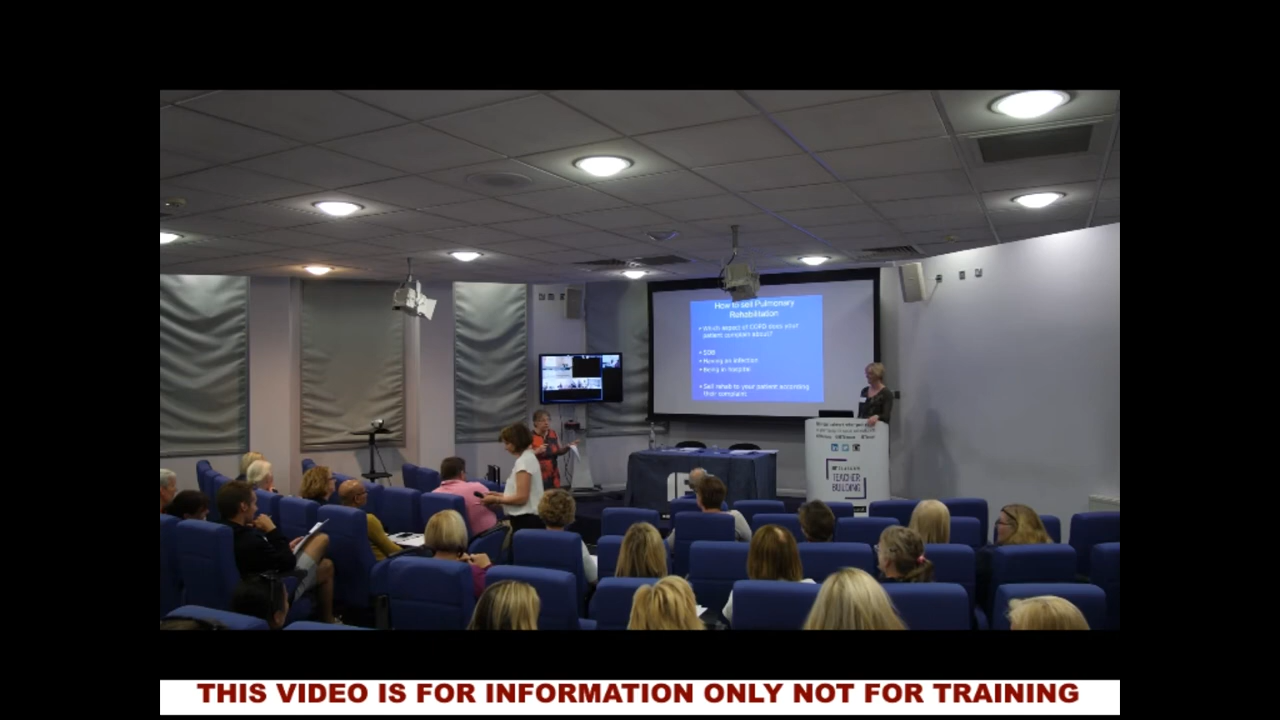 How to sell Pulmonary
Rehabilitation
• Which aspect of COPD does your
patient complain about?
• SOB
• Having an infection
• Being in hospital
• Sell rehab to your patient according
their complaint
TEACHER
BUILDING
THIS VIDEO IS FOR INFORMATION ONLY NOT FOR TRAINING